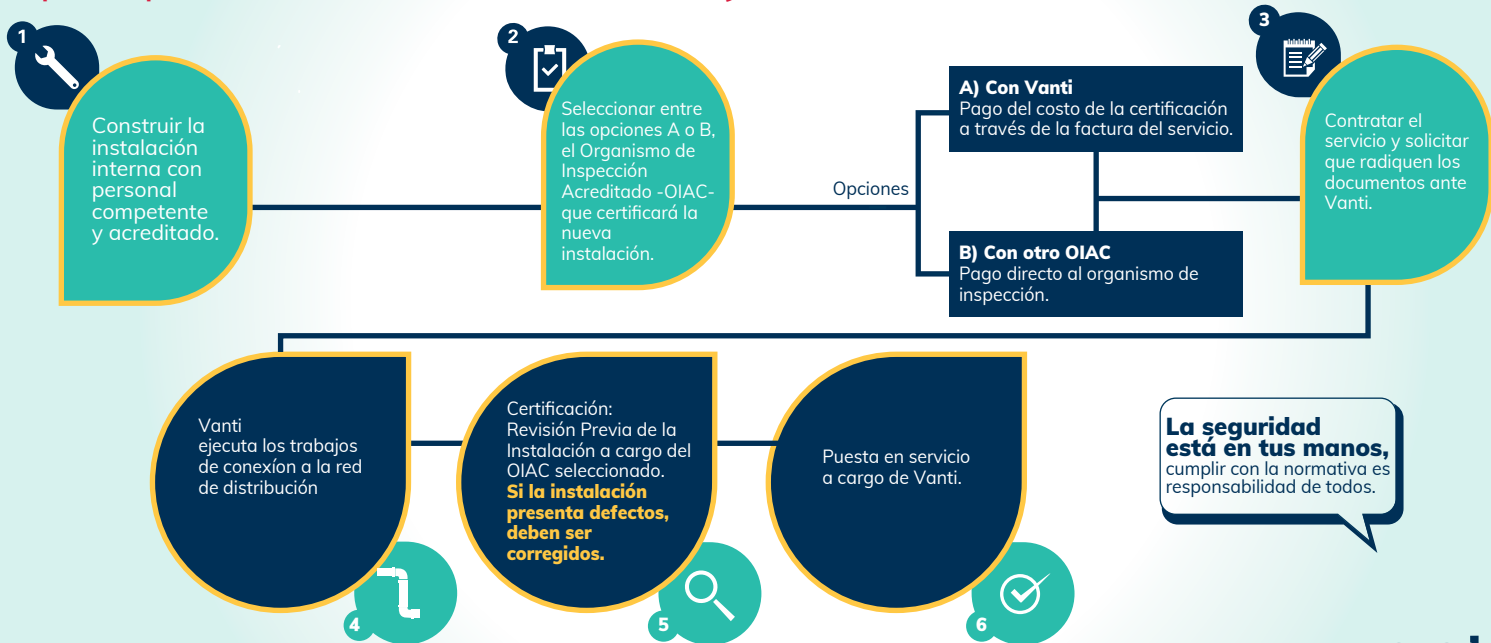 1
Construir la
instalación
interna con
personal
competente
y acreditado.
2
Seleccionar entre
las opciones A o B,
el Organismo de
Inspección
Acreditado -OIAC-
que certificará la
nueva
instalación.
Opciones
A) Con Vanti
Pago del costo de la certificación
a través de la factura del servicio.
B) Con otro OIAC
Pago directo al organismo de
inspección.
3
Contratar el
servicio y solicitar
que radiquen los
documentos ante
Vanti.
Vanti
ejecuta los trabajos
de conexíon a la red
de distribución
4
Certificación:
Revisión Previa de la
Instalación a cargo del
OIAC seleccionado.
Si la instalación
presenta defectos,
deben ser
corregidos.
5
Puesta en servicio
a cargo de Vanti.
6
La seguridad
está en tus manos,
cumplir con la normativa es
responsabilidad de todos.